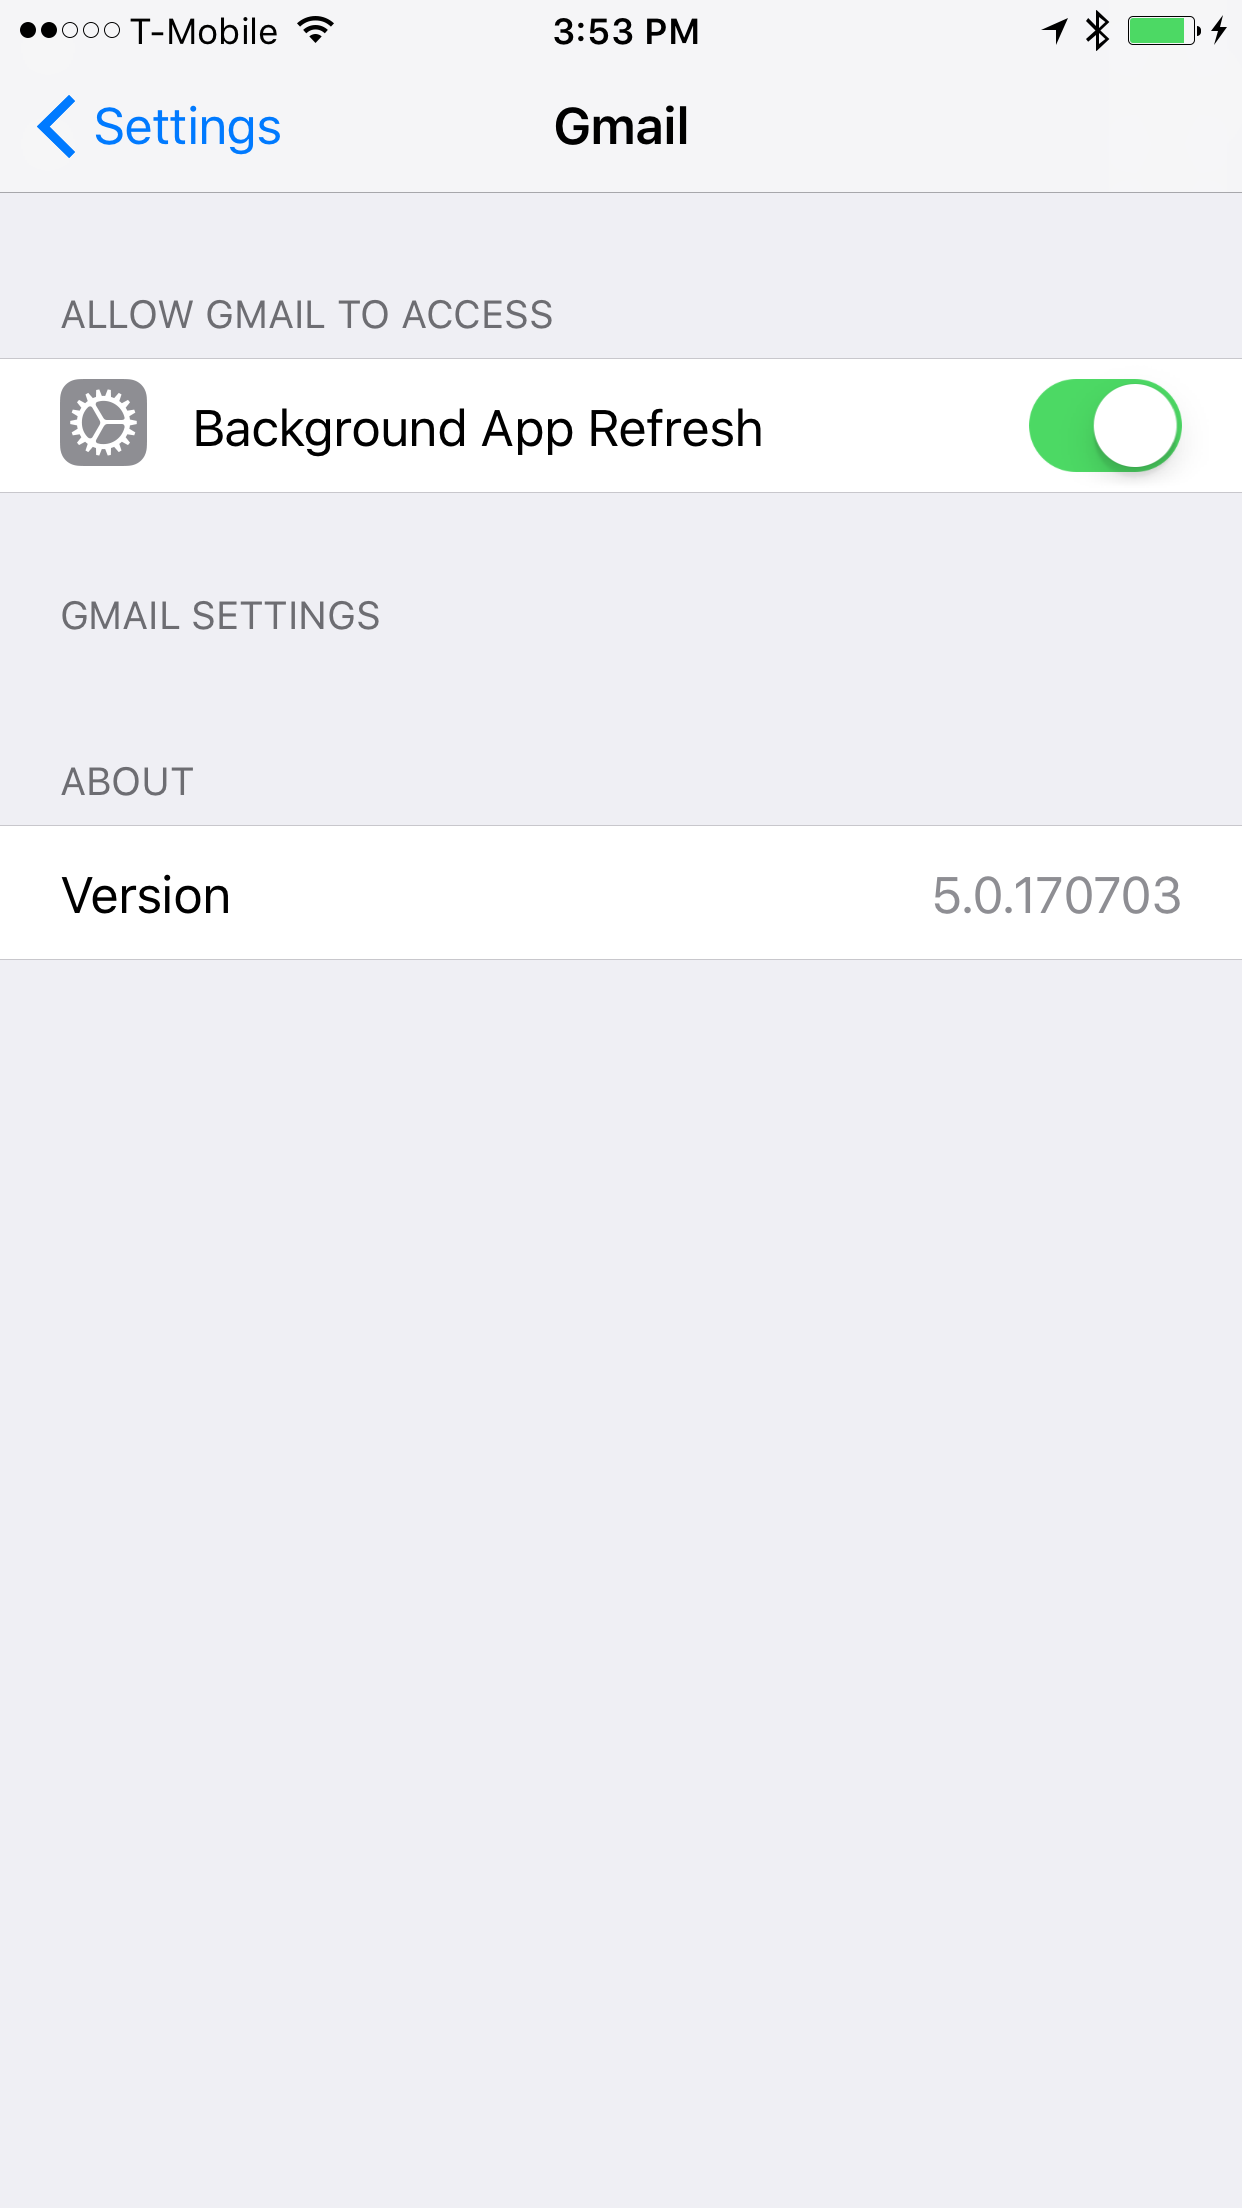 T-Mobile 3:53 PM
Settings Gmail
ALLOW GMAIL TO ACCESS
Background App Refresh
GMAIL SETTINGS
ABOUT
Version 5.0.170703